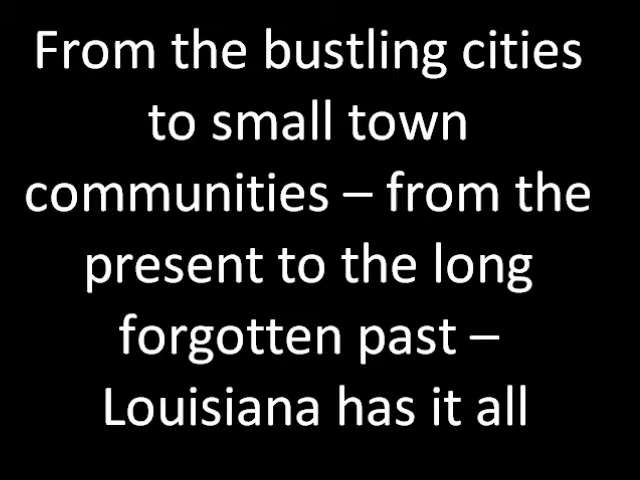 From the bustling cities
to small town
communities – from the
present to the long
forgotten past –
Louisiana has it all